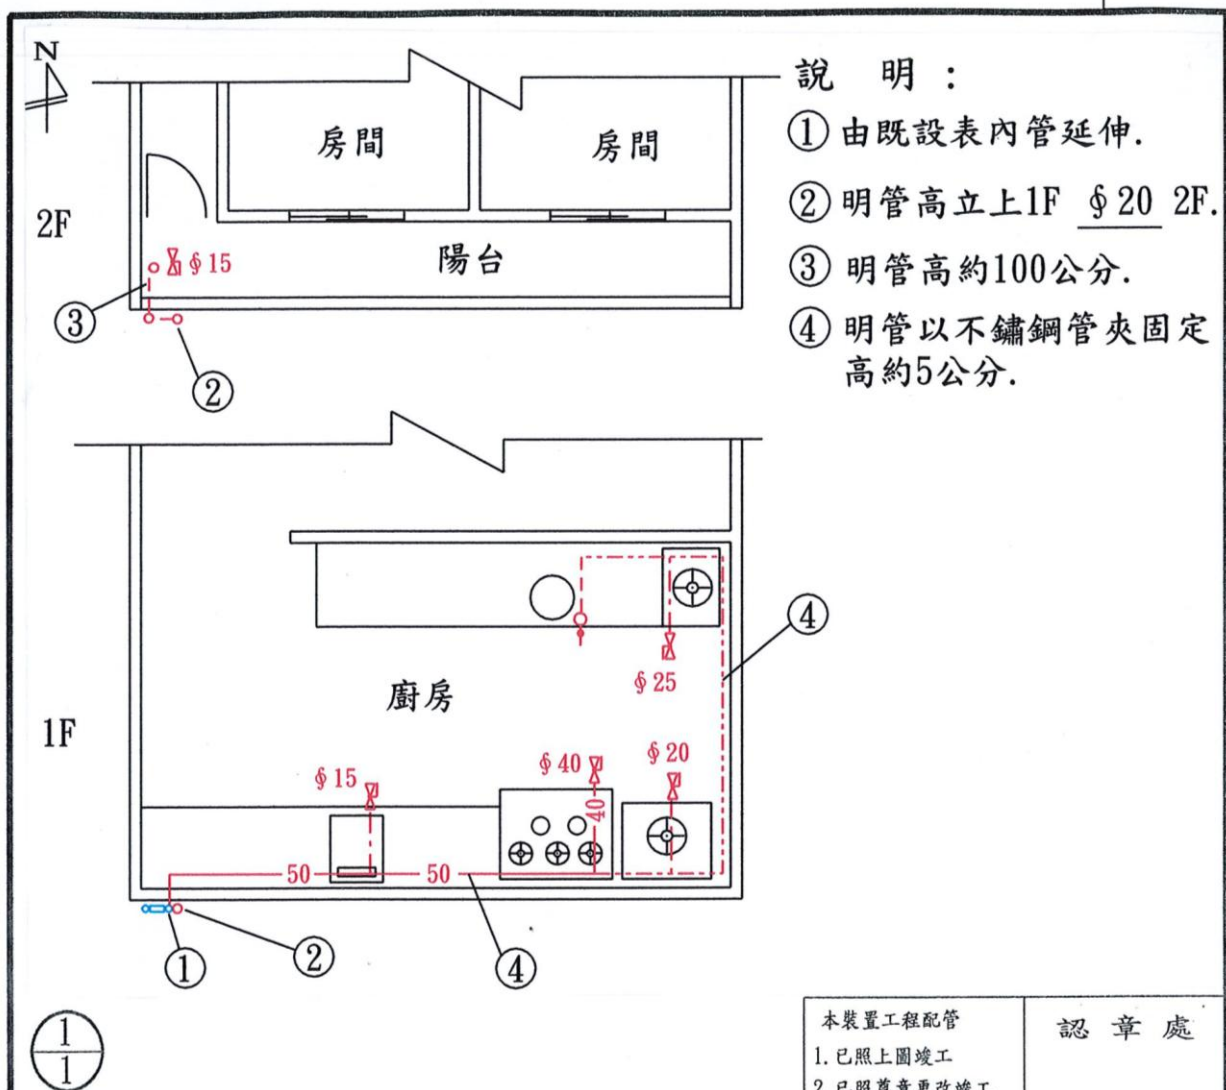 N
說 明 :
① 由既設表內管延伸.
② 明管高立上1F ∮20 2F.
③ 明管高約100公分.
④ 明管以不鏽鋼管夾固定
高約5公分.
房間
房間
2F
陽台
∮15
③
②
④
∮25
廚房
1F
∮15
∮40
∮20
40
50
50
①
②
④
1
1
本裝置工程配管
1.已照上圖竣工
認 章 處